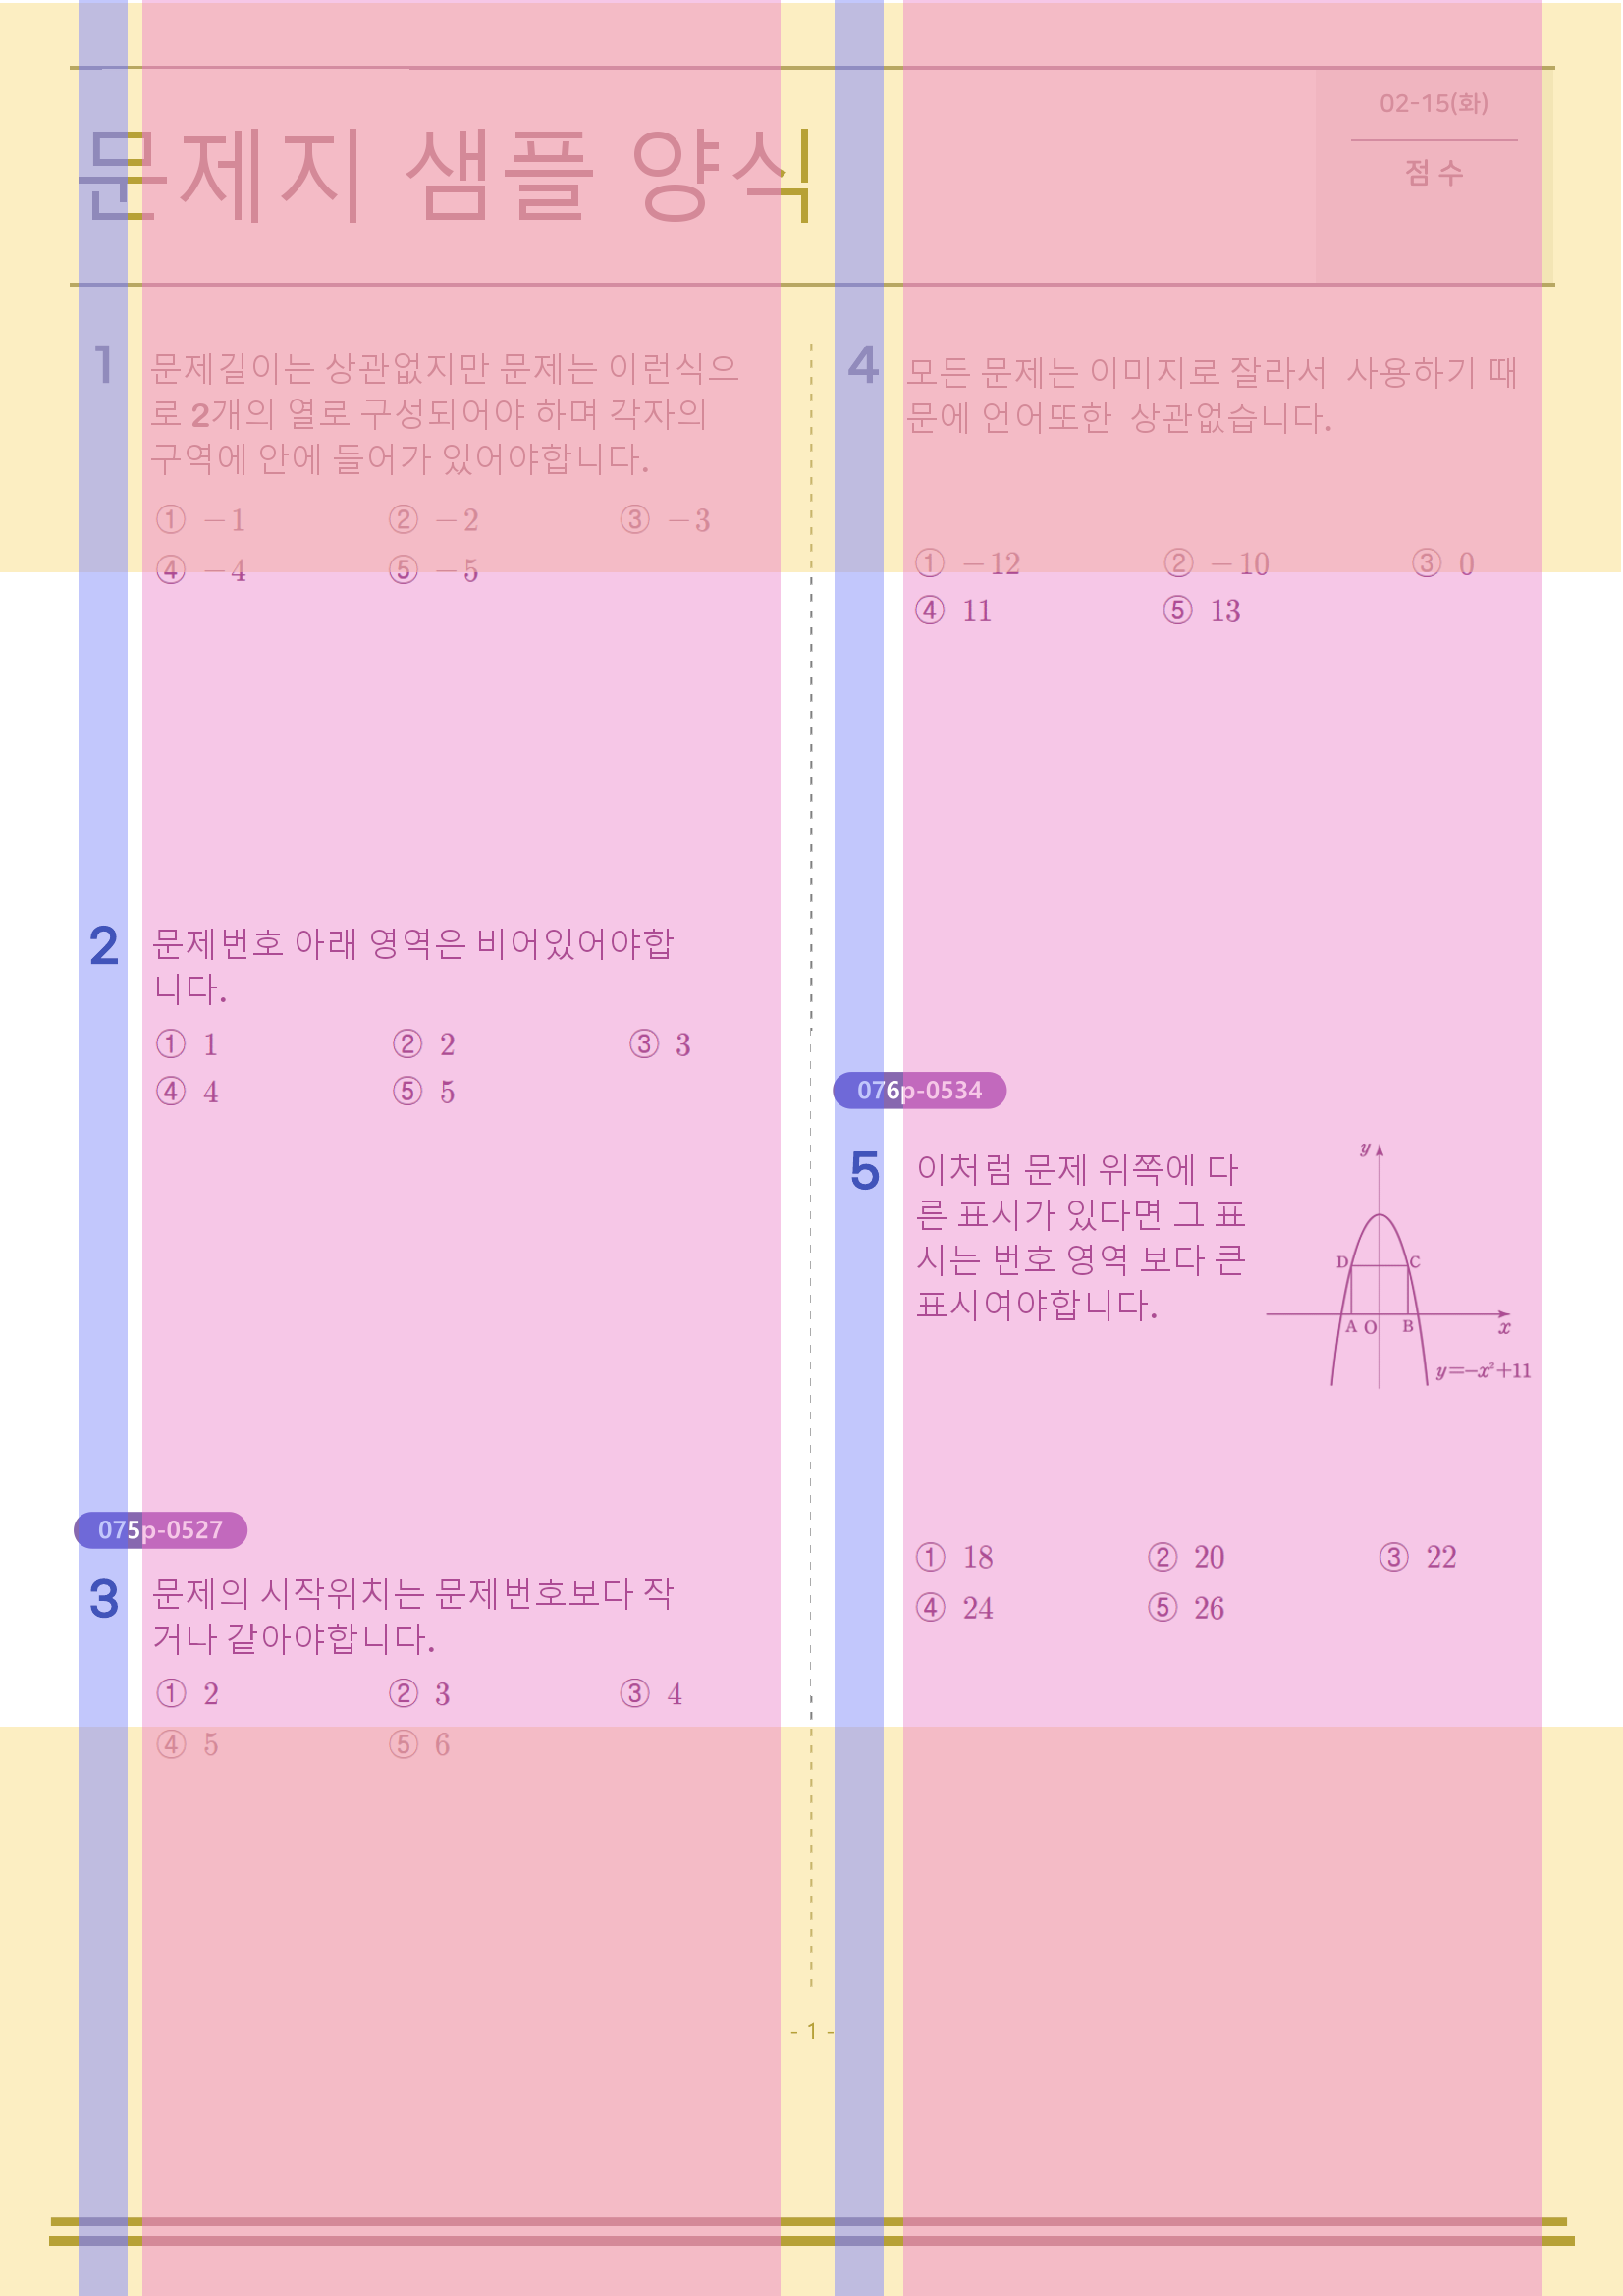 문제지 샘플 양식
02-15(화)
점 수
1 문제길이는 상관없지만 문제는 이런식으
로 2개의 열로 구성되어야 하며 각자의
구역에 안에 들어가 있어야합니다.
① －1 ② －2 ③ －3
④ －4 ⑤ －5
2 문제번호 아래 영역은 비어있어야합
니다.
① 1 ② 2 ③ 3
④ 4 ⑤ 5
075p-0527
3 문제의 시작위치는 문제번호보다 작
거나 같아야합니다.
① 2 ② 3 ③ 4
④ 5 ⑤ 6
4 모든 문제는 이미지로 잘라서 사용하기 때
문에 언어또한 상관없습니다.
① －12 ② －10 ③ 0
④ 11 ⑤ 13
076p-0534
5 이처럼 문제 위쪽에 다
른 표시가 있다면 그 표
시는 번호 영역 보다 큰
표시여야합니다.
y
D C
A O B x
y=-x²+11
① 18 ② 20 ③ 22
④ 24 ⑤ 26
- 1 -